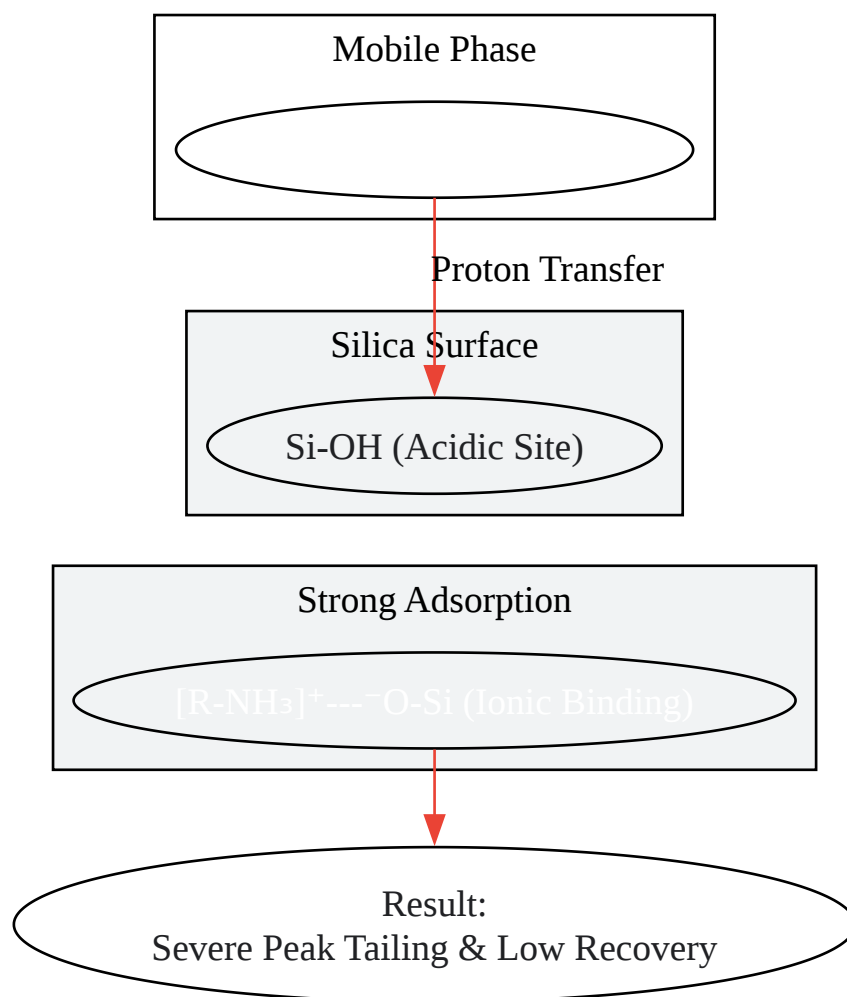 Mobile Phase
Proton Transfer
Silica Surface
Si-OH (Acidic Site)
Strong Adsorption
[R-NH₃]⁺---⁻O-Si (Ionic Binding)
Result:
Severe Peak Tailing & Low Recovery